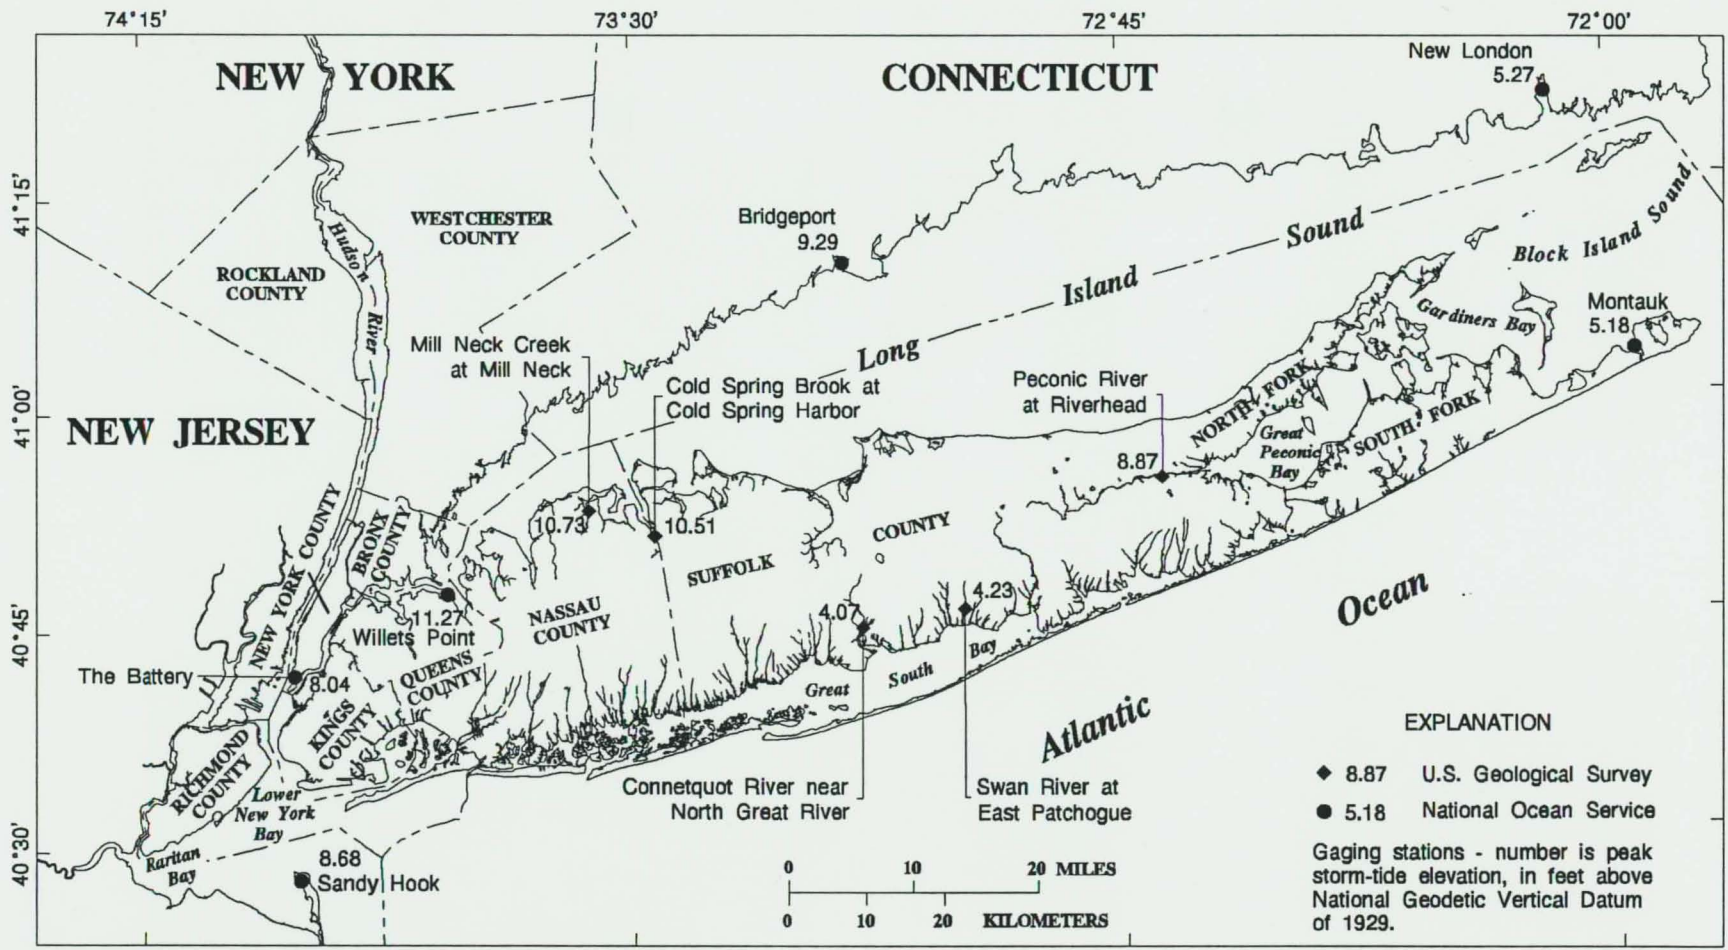 74°15'
73°30'
72°45'
72°00'
New London
5.27
NEW YORK
CONNECTICUT
41°15'
WESTCHESTER
COUNTY
Hudson
River
ROCKLAND
COUNTY
Bridgeport
9.29
Long Island Sound
Block Island Sound
Gardiners Bay
Montauk
5.18
Mill Neck Creek
at Mill Neck
Cold Spring Brook at
Cold Spring Harbor
Peconic River
at Riverhead
NORTH FORK
SOUTH FORK
Great
Peconic
Bay
41°00'
NEW JERSEY
8.87
NEW YORK COUNTY
BRONX
COUNTY
10.73
10.51
SUFFOLK
COUNTY
NASSAU
COUNTY
11.27
Willets Point
4.07
4.23
40°45'
The Battery
8.04
QUEENS
COUNTY
KINGS
COUNTY
RICHMOND
COUNTY
Great South Bay
Ocean
Atlantic
Lower
New York
Bay
Raritan
Bay
40°30'
8.68
Sandy Hook
Connetquot River near
North Great River
Swan River at
East Patchogue
0 10 20 MILES
0 10 20 KILOMETERS
EXPLANATION
8.87 U.S. Geological Survey
5.18 National Ocean Service
Gaging stations - number is peak
storm-tide elevation, in feet above
National Geodetic Vertical Datum
of 1929.